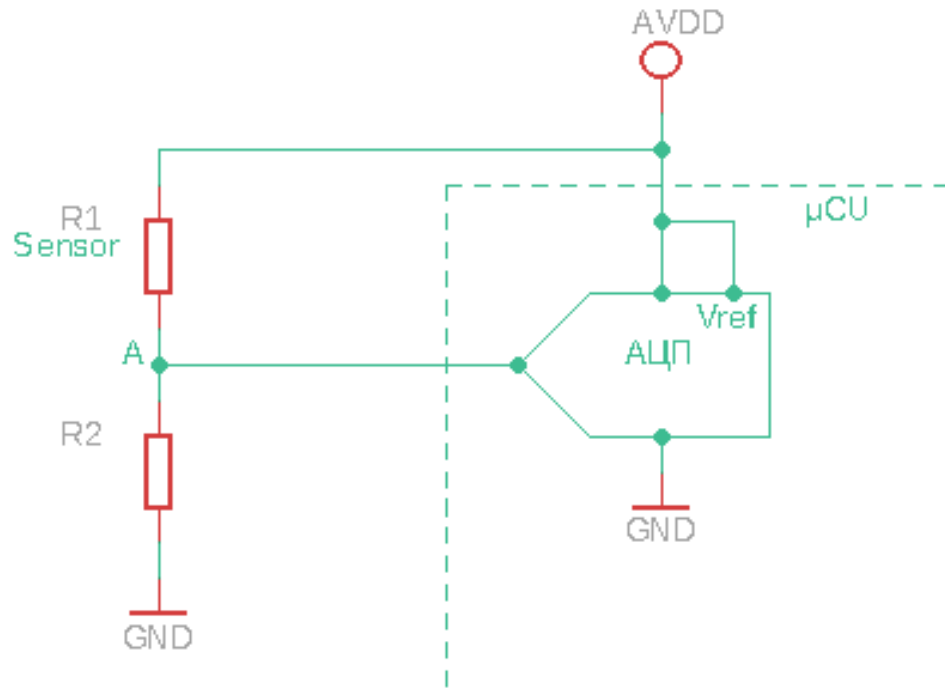 AVDD
R1
Sensor
µCU
Vref
A
АЦП
R2
GND
GND